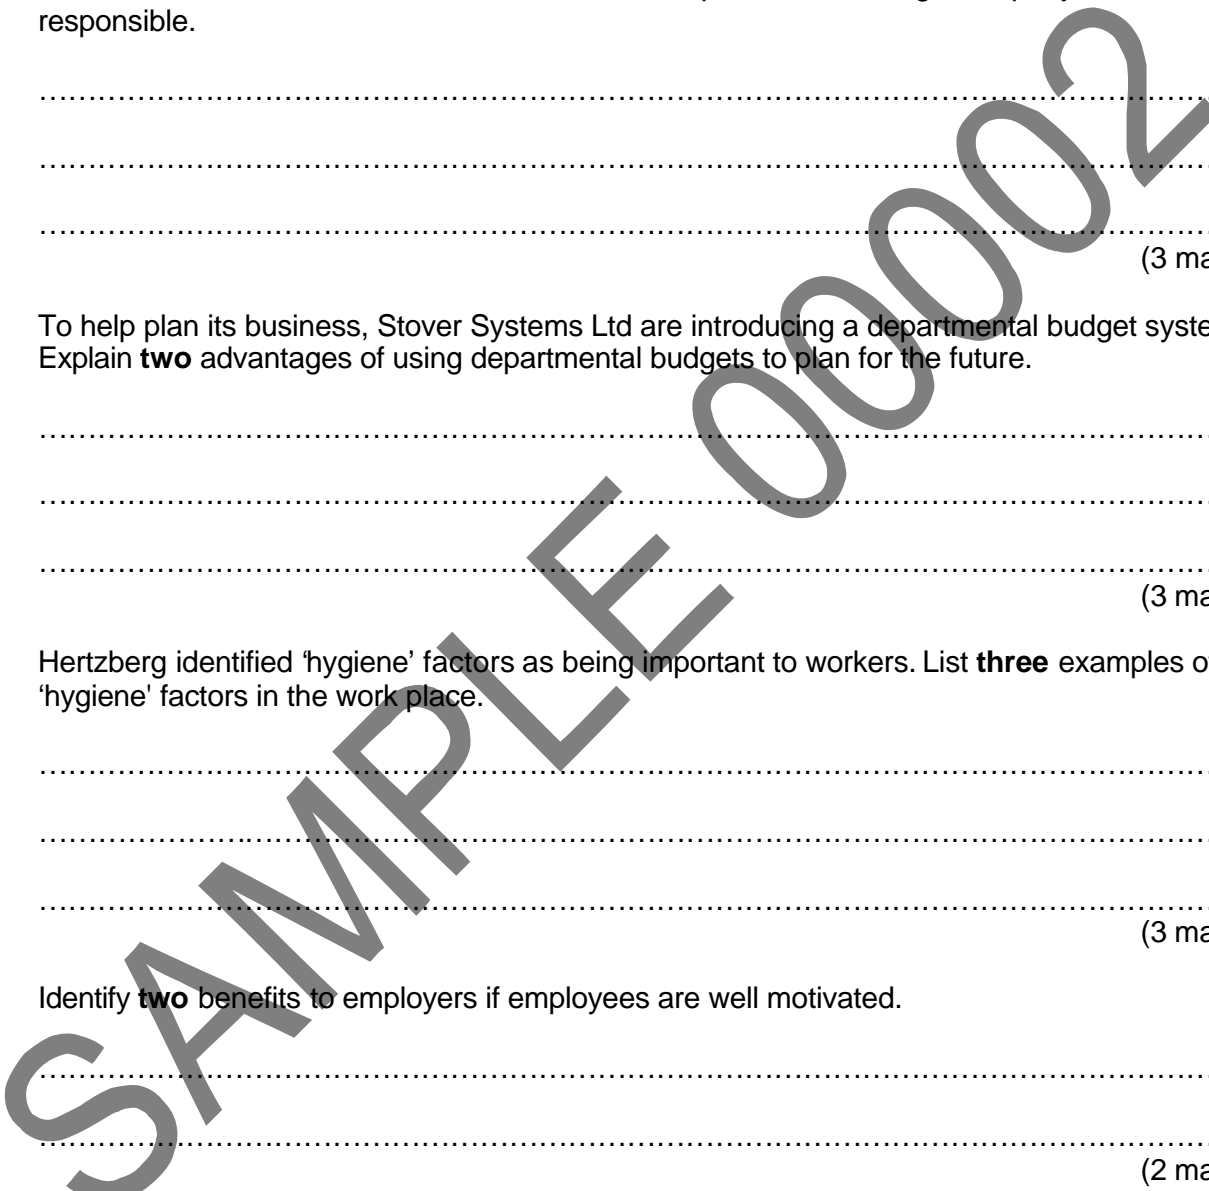 responsible.
………………………………………………………………………………………………………
………………………………………………………………………………………………………
………………………………………………………………………………………………………
(3 ma
To help plan its business, Stover Systems Ltd are introducing a departmental budget syste
Explain two advantages of using departmental budgets to plan for the future.
………………………………………………………………………………………………………
………………………………………………………………………………………………………
………………………………………………………………………………………………………
(3 ma
Hertzberg identified ‘hygiene’ factors as being important to workers. List three examples o
‘hygiene' factors in the work place.
………………………………………………………………………………………………………
………………………………………………………………………………………………………
………………………………………………………………………………………………………
(3 ma
Identify two benefits to employers if employees are well motivated.
………………………………………………………………………………………………………
………………………………………………………………………………………………………
(2 ma
SAMPLE 00002